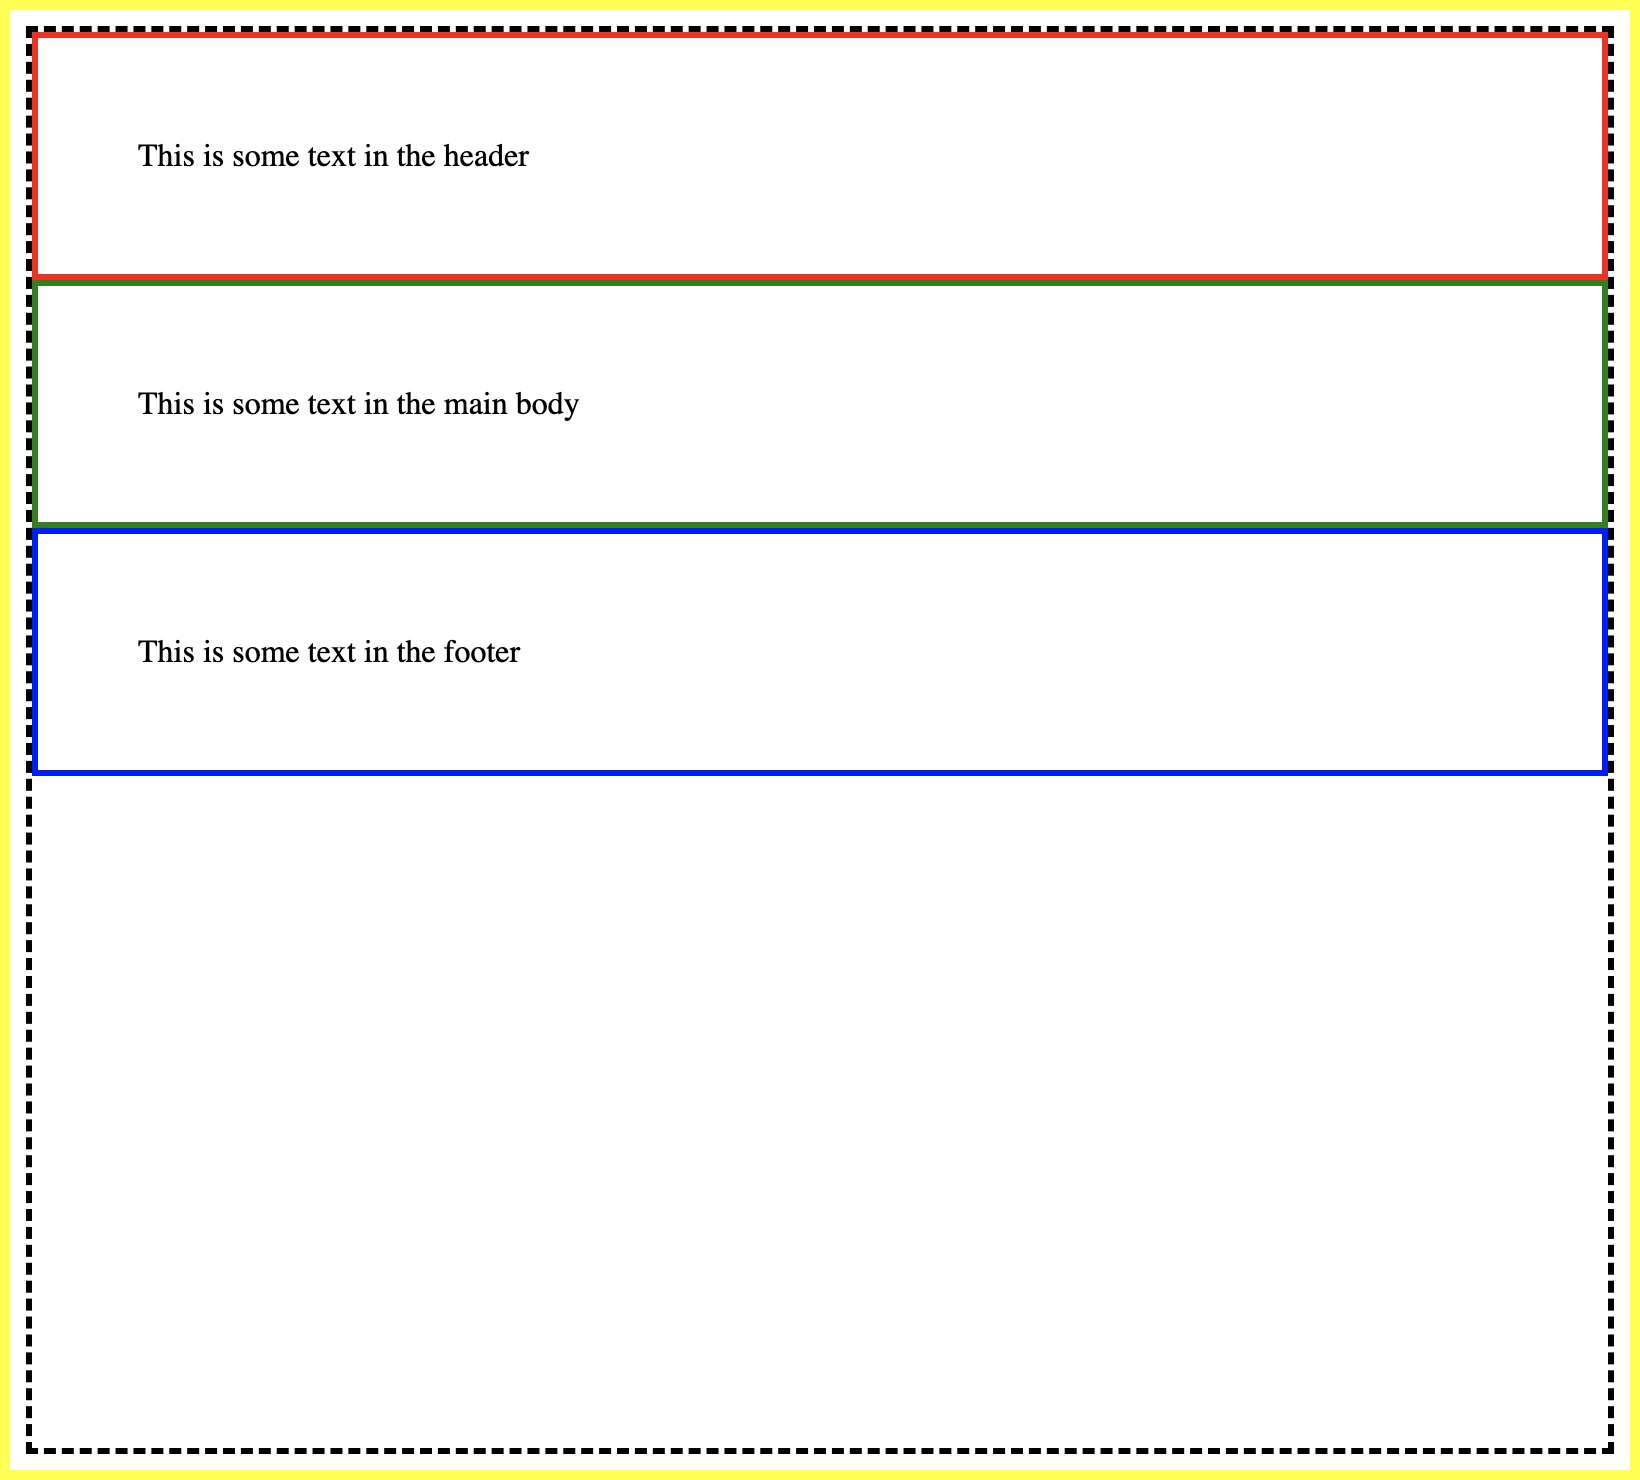 This is some text in the header
This is some text in the main body
This is some text in the footer